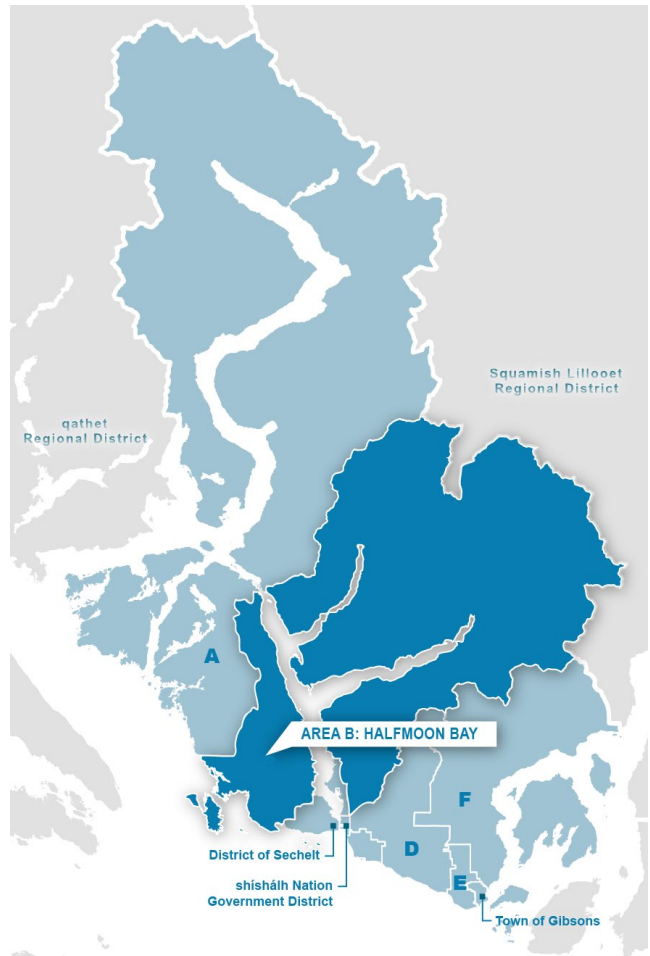 Squamish Lillooet
Regional District
qathet
Regional District
A
AREA B: HALFMOON BAY
F
D
District of Sechelt
E
shíshálh Nation
Government District
Town of Gibsons